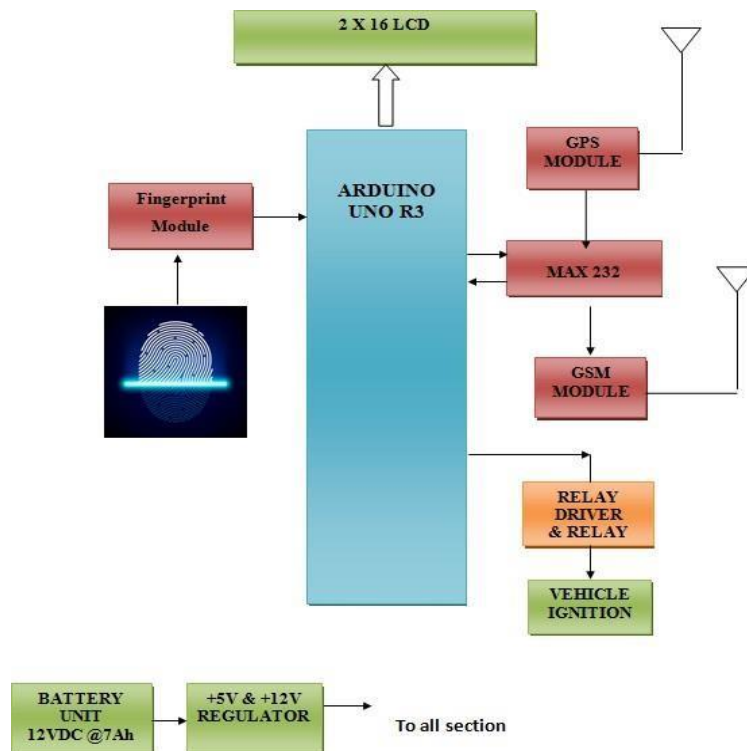 2 X 16 LCD
GPS
MODULE
ARDUINO
UNO R3
Fingerprint
Module
MAX 232
GSM
MODULE
RELAY
DRIVER
& RELAY
VEHICLE
IGNITION
BATTERY
UNIT
12VDC @7Ah
+5V & +12V
REGULATOR
To all section